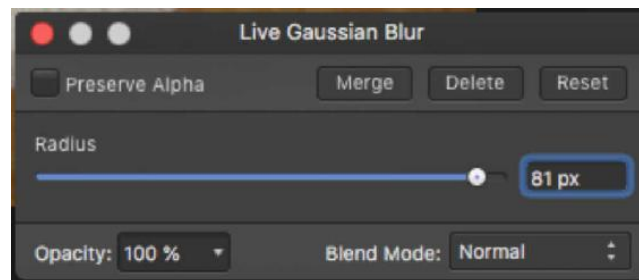 Live Gaussian Blur
Preserve Alpha Merge Delete Reset
Radius
81 px
Opacity: 100 % Blend Mode: Normal